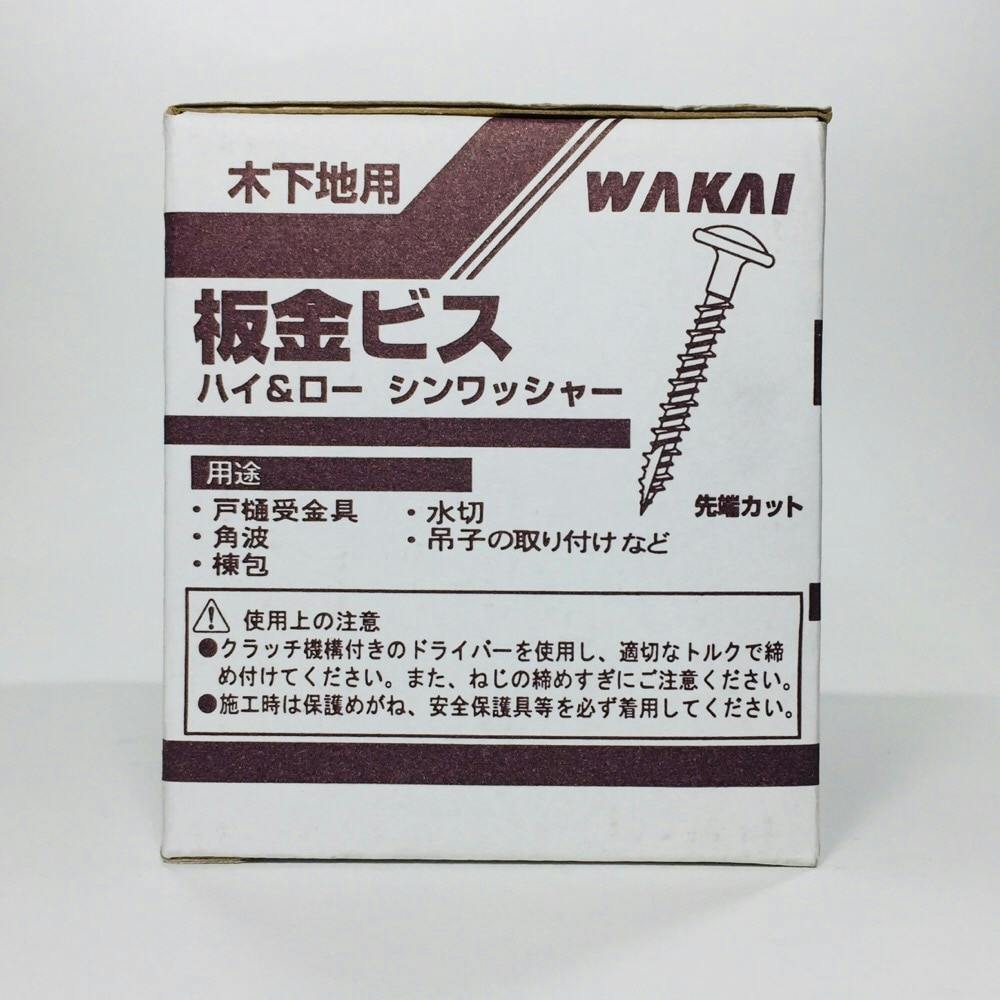 木下地用
WAKAI
板金ビス
ハイ&ロー シンワッシャー
先端カット
用途
・戸樋受金具 ・水切
・角波 ・吊子の取り付けなど
・棟包
使用上の注意
●クラッチ機構付きのドライバーを使用し、適切なトルクで締
め付けてください。また、ねじの締めすぎにご注意ください。
●施工時は保護めがね、安全保護具等を必ず着用してください。